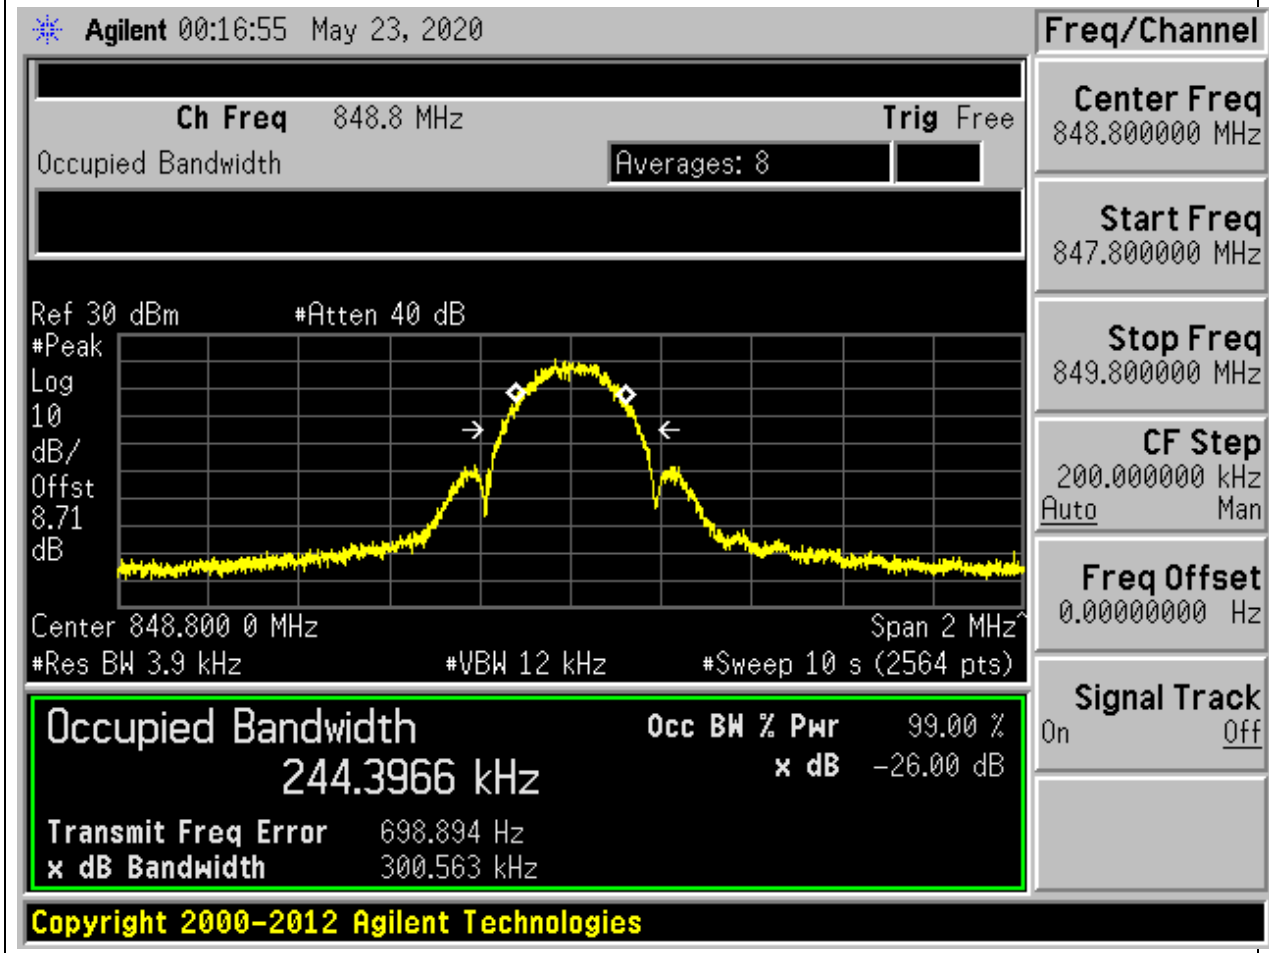 Agilent 00:16:55 May 23, 2020
Freq/Channel
Ch Freq 848.8 MHz Trig Free
Occupied Bandwidth Averages: 8
Ref 30 dBm #Atten 40 dB
#Peak
Log
10
dB/
Offst
8.71
dB
Center 848.800 0 MHz Span 2 MHz^
#Res BW 3.9 kHz #VBW 12 kHz #Sweep 10 s (2564 pts)
Occupied Bandwidth Occ BW % Pwr 99.00 %
244.3966 kHz x dB -26.00 dB
Transmit Freq Error 698.894 Hz
x dB Bandwidth 300.563 kHz
Copyright 2000-2012 Agilent Technologies
Center Freq
848.800000 MHz
Start Freq
847.800000 MHz
Stop Freq
849.800000 MHz
CF Step
200.000000 kHz
Auto Man
Freq Offset
0.00000000 Hz
Signal Track
On Off